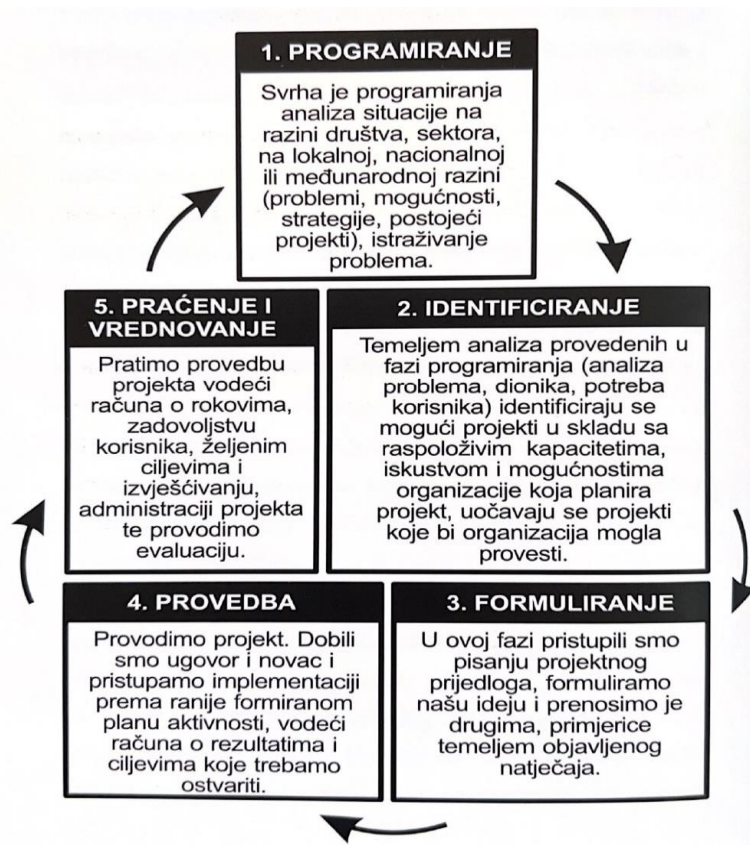 1. PROGRAMIRANJE
Svrha je programiranja
analiza situacije na
razini društva, sektora,
na lokalnoj, nacionalnoj
ili međunarodnoj razini
(problemi, mogućnosti,
strategije, postojeći
projekti), istraživanje
problema.
2. IDENTIFICIRANJE
Temeljem analiza provedenih u
fazi programiranja (analiza
problema, dionika, potreba
korisnika) identificiraju se
mogući projekti u skladu sa
raspoloživim kapacitetima,
iskustvom i mogućnostima
organizacije koja planira
projekt, uočavaju se projekti
koje bi organizacija mogla
provesti.
3. FORMULIRANJE
U ovoj fazi pristupili smo
pisanju projektnog
prijedloga, formuliramo
našu ideju i prenosimo je
drugima, primjerice
temeljem objavljenog
natječaja.
4. PROVEDBA
Provodimo projekt. Dobili
smo ugovor i novac i
pristupamo implementaciji
prema ranije formiranom
planu aktivnosti, vodeći
računa o rezultatima i
ciljevima koje trebamo
ostvariti.
5. PRAĆENJE I
VREDNOVANJE
Pratimo provedbu
projekta vodeći
računa o rokovima,
zadovoljstvu
korisnika, željenim
ciljevima i
izvješćivanju,
administraciji projekta
te provodimo
evaluaciju.